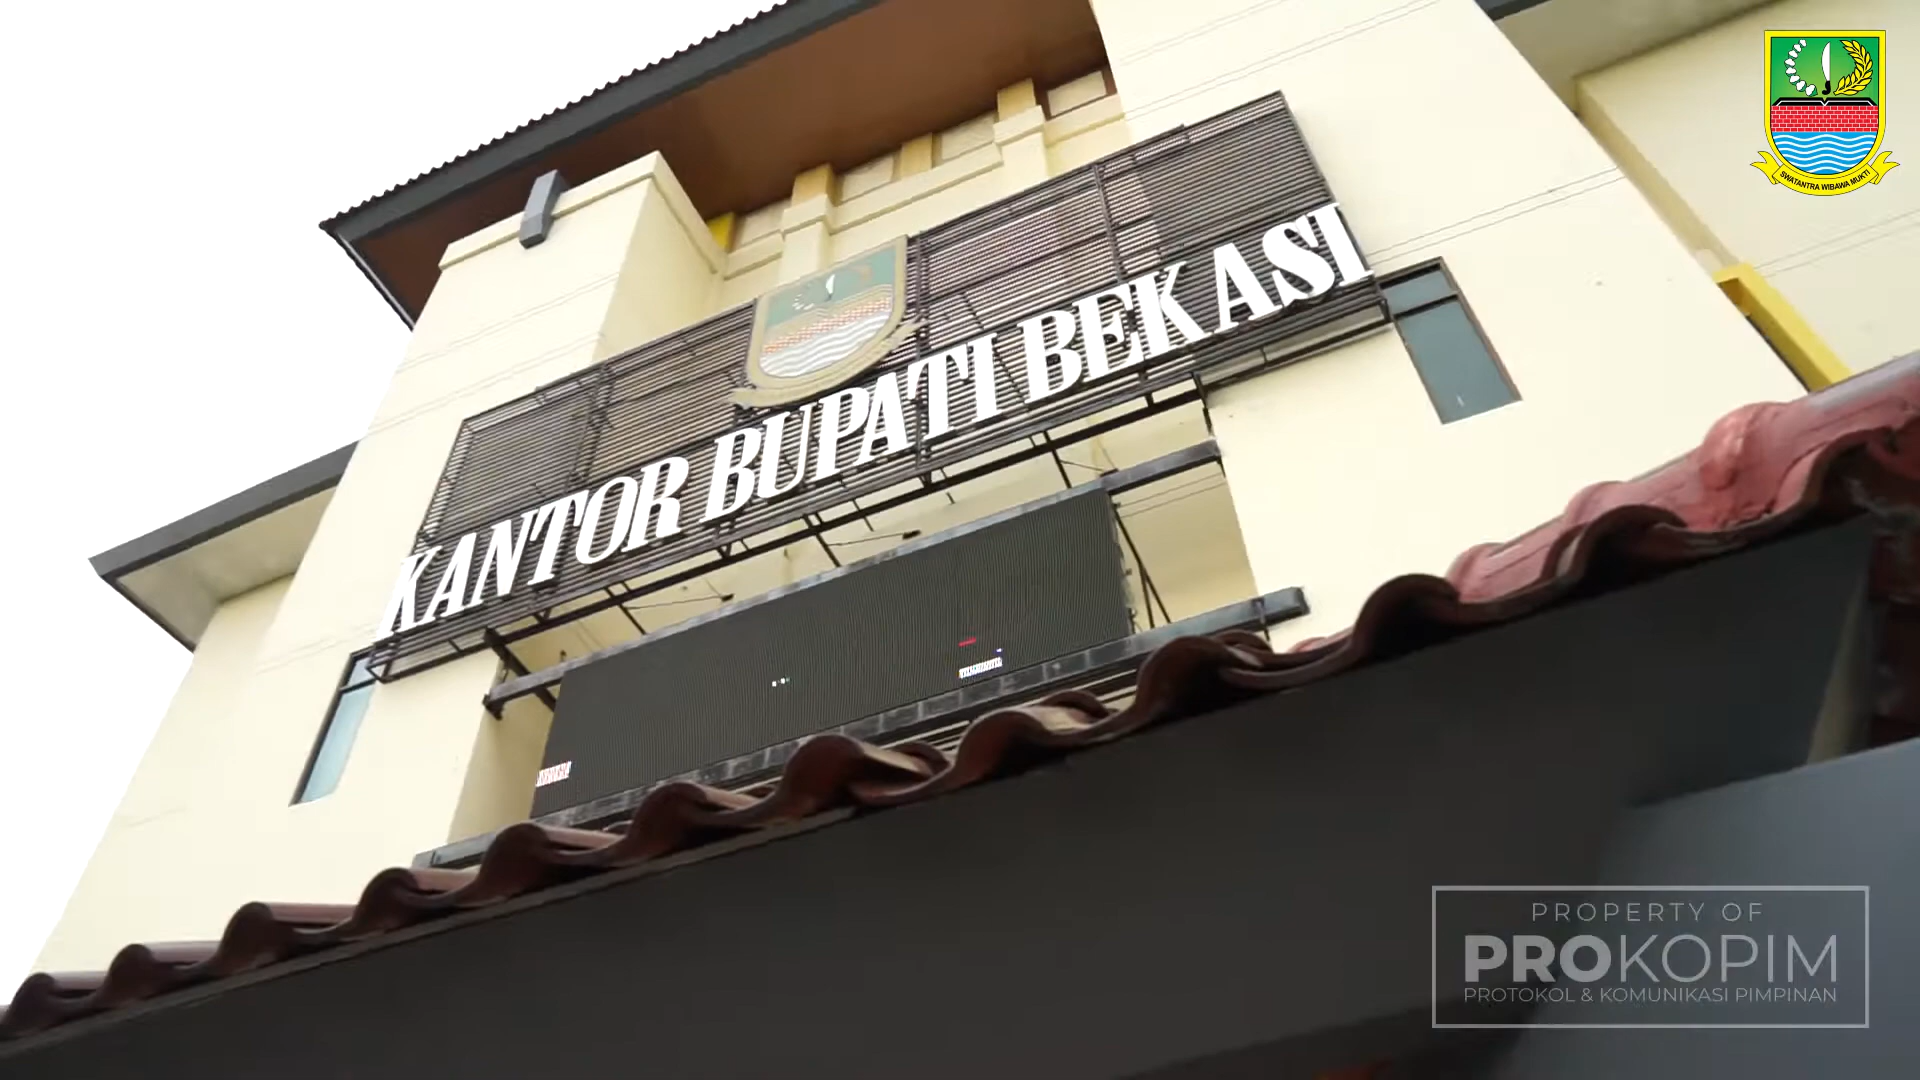 SWATANTRA WIBAWA MUKTI
KANTOR BUPATI BEKASI
PROPERTY OF
PROKOPIM
PROTOKOL & KOMUNIKASI PIMPINAN